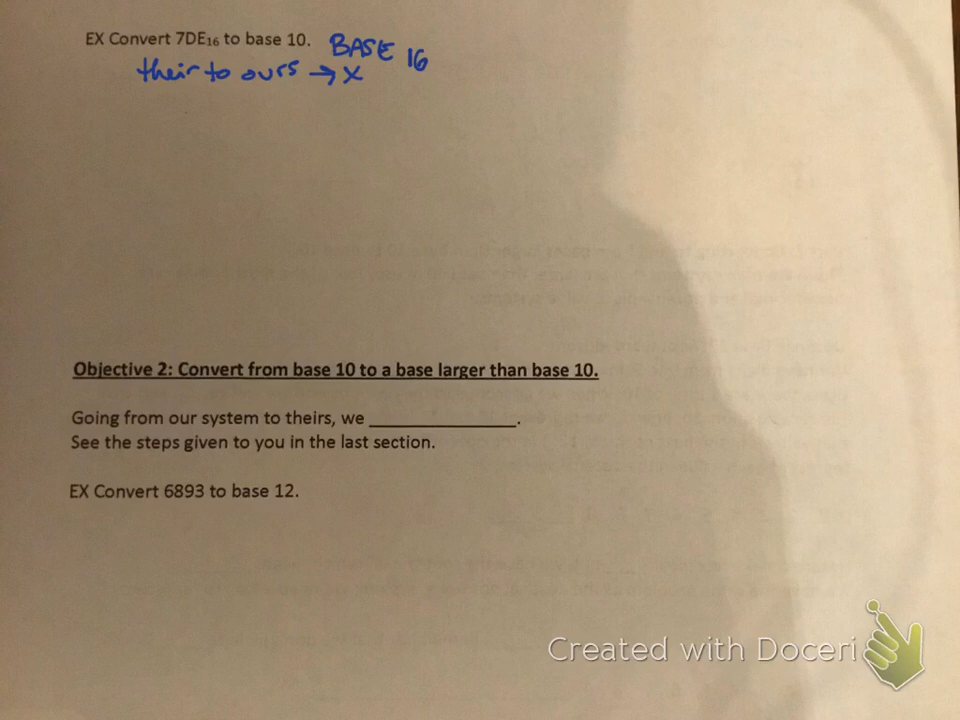 EX Convert 7DE₁₆ to base 10. BASE 16
their to ours → x
Objective 2: Convert from base 10 to a base larger than base 10.
Going from our system to theirs, we ________________.
See the steps given to you in the last section.
EX Convert 6893 to base 12.
Created with Doceri